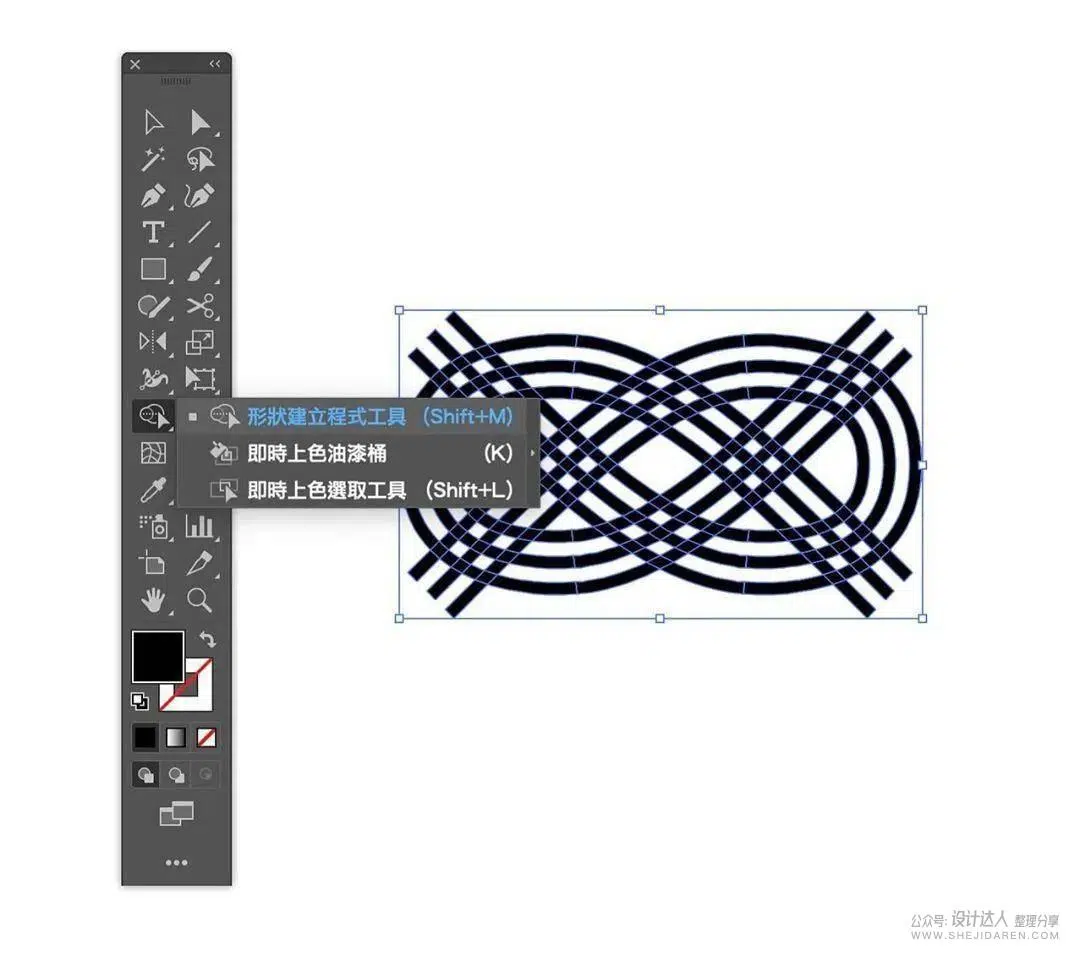 形狀建立程式工具 (Shift+M)
即時上色油漆桶 (K)
即時上色選取工具 (Shift+L)
公众号: 设计达人 整理分享
WWW.SHEJIDAREN.COM